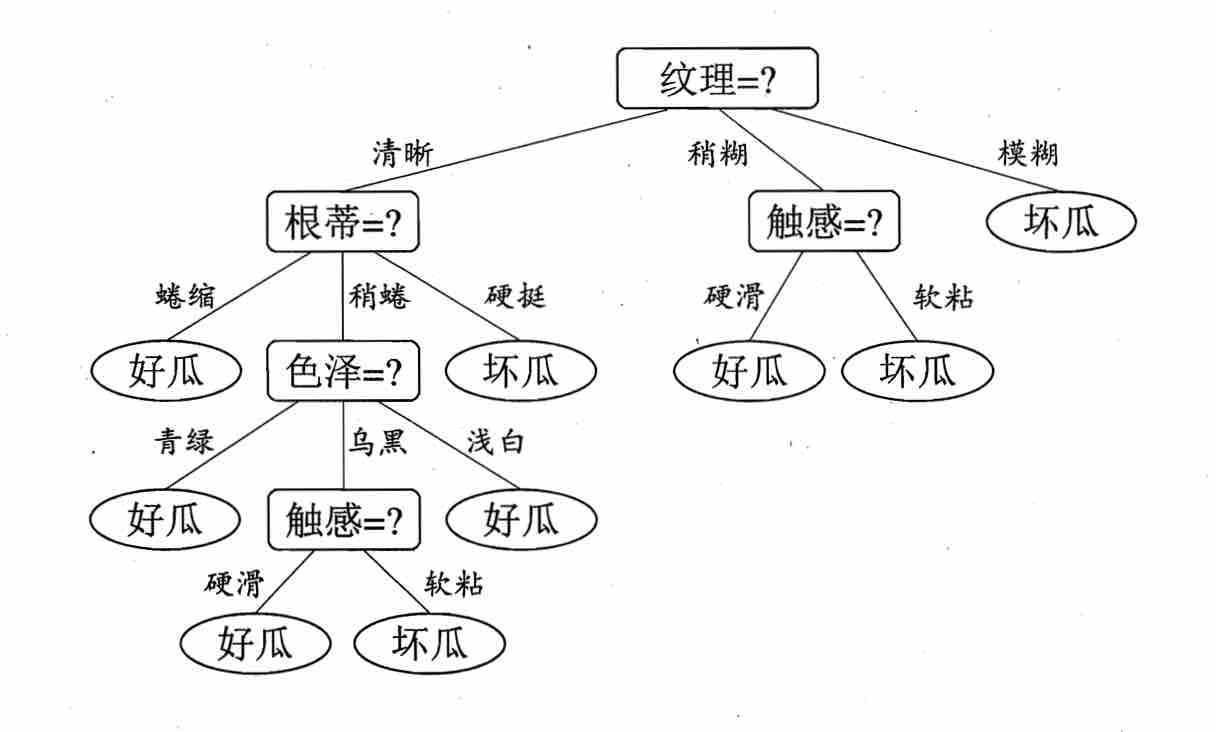 纹理=?
清晰
稍糊
模糊
根蒂=?
触感=?
坏瓜
蜷缩
稍蜷
硬挺
硬滑
软粘
好瓜
色泽=?
坏瓜
好瓜
坏瓜
青绿
乌黑
浅白
好瓜
触感=?
好瓜
硬滑
软粘
好瓜
坏瓜